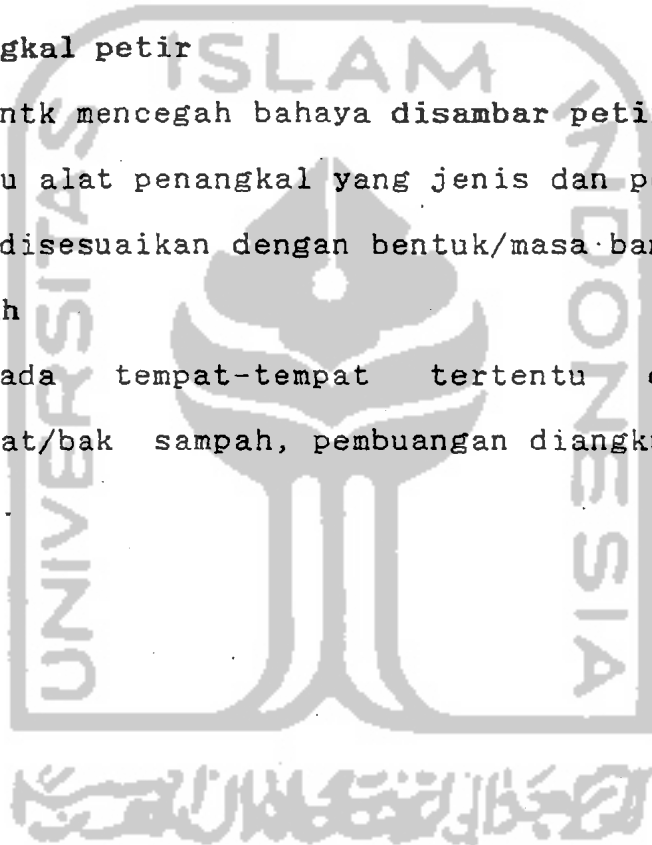 gkal petir
ntk mencegah bahaya disambar peti
u alat penangkal yang jenis dan p
disesuaikan dengan bentuk/masa ban
h
ada tempat-tempat tertentu
at/bak sampah, pembuangan diangk
UNIVERSITAS
ISLAM
INDONESIA